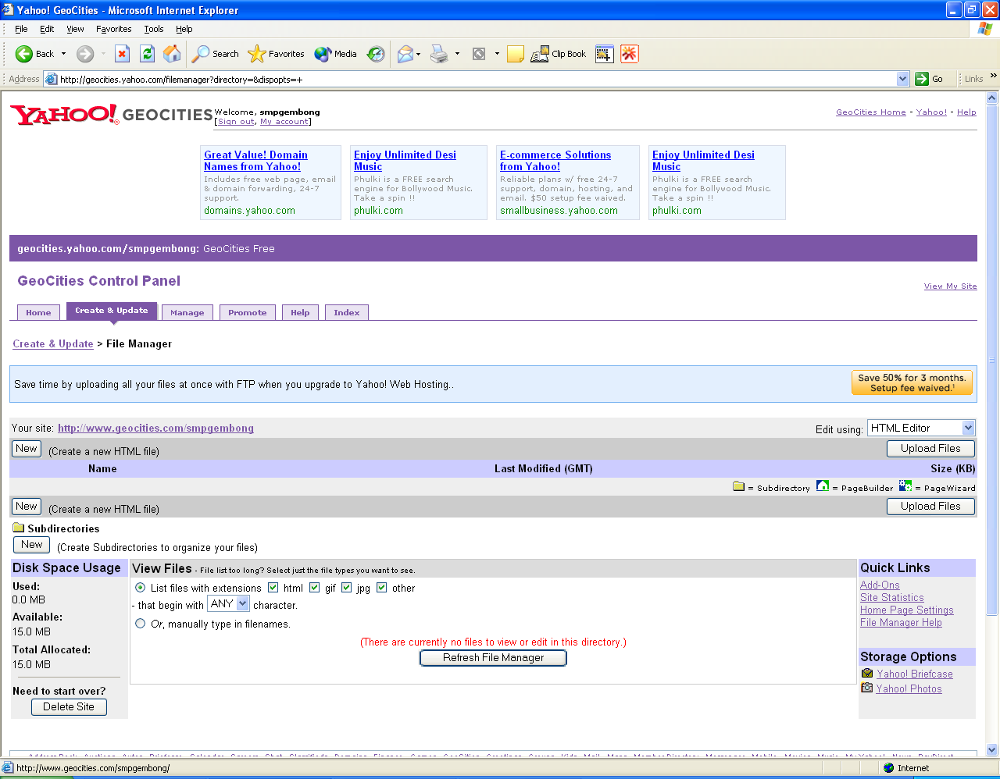 Yahoo! GeoCities - Microsoft Internet Explorer
File Edit View Favorites Tools Help
Back Search Favorites Media Clip Book
Address http://geocities.yahoo.com/filemanager?directory=&dispopts=+ Go Links »
YAHOO! GEOCITIES
Welcome, smpgembong
[Sign out, My account]
GeoCities Home - Yahoo! - Help
Great Value! Domain
Names from Yahoo!
Includes free web page, email
& domain forwarding, 24-7
support.
domains.yahoo.com
Enjoy Unlimited Desi
Music
Phulki is a FREE search
engine for Bollywood Music.
Take a spin !!
phulki.com
E-commerce Solutions
from Yahoo!
Reliable plans w/ free 24-7
support, domain, hosting, and
email. $50 setup fee waived.
smallbusiness.yahoo.com
Enjoy Unlimited Desi
Music
Phulki is a FREE search
engine for Bollywood Music.
Take a spin !!
phulki.com
geocities.yahoo.com/smpgembong: GeoCities Free
GeoCities Control Panel
View My Site
Home Create & Update Manage Promote Help Index
Create & Update > File Manager
Save time by uploading all your files at once with FTP when you upgrade to Yahoo! Web Hosting..
Save 50% for 3 months.
Setup fee waived.¹
Your site: http://www.geocities.com/smpgembong
Edit using: HTML Editor
New (Create a new HTML file) Upload Files
Name Last Modified (GMT) Size (KB)
= Subdirectory = PageBuilder = PageWizard
New (Create a new HTML file) Upload Files
Subdirectories
New (Create Subdirectories to organize your files)
Disk Space Usage
Used:
0.0 MB
Available:
15.0 MB
Total Allocated:
15.0 MB
Need to start over?
Delete Site
View Files - File list too long? Select just the file types you want to see.
List files with extensions html gif jpg other
- that begin with ANY character.
Or, manually type in filenames.
(There are currently no files to view or edit in this directory.)
Refresh File Manager
Quick Links
Add-Ons
Site Statistics
Home Page Settings
File Manager Help
Storage Options
Yahoo! Briefcase
Yahoo! Photos
http://www.geocities.com/smpgembong/
Internet